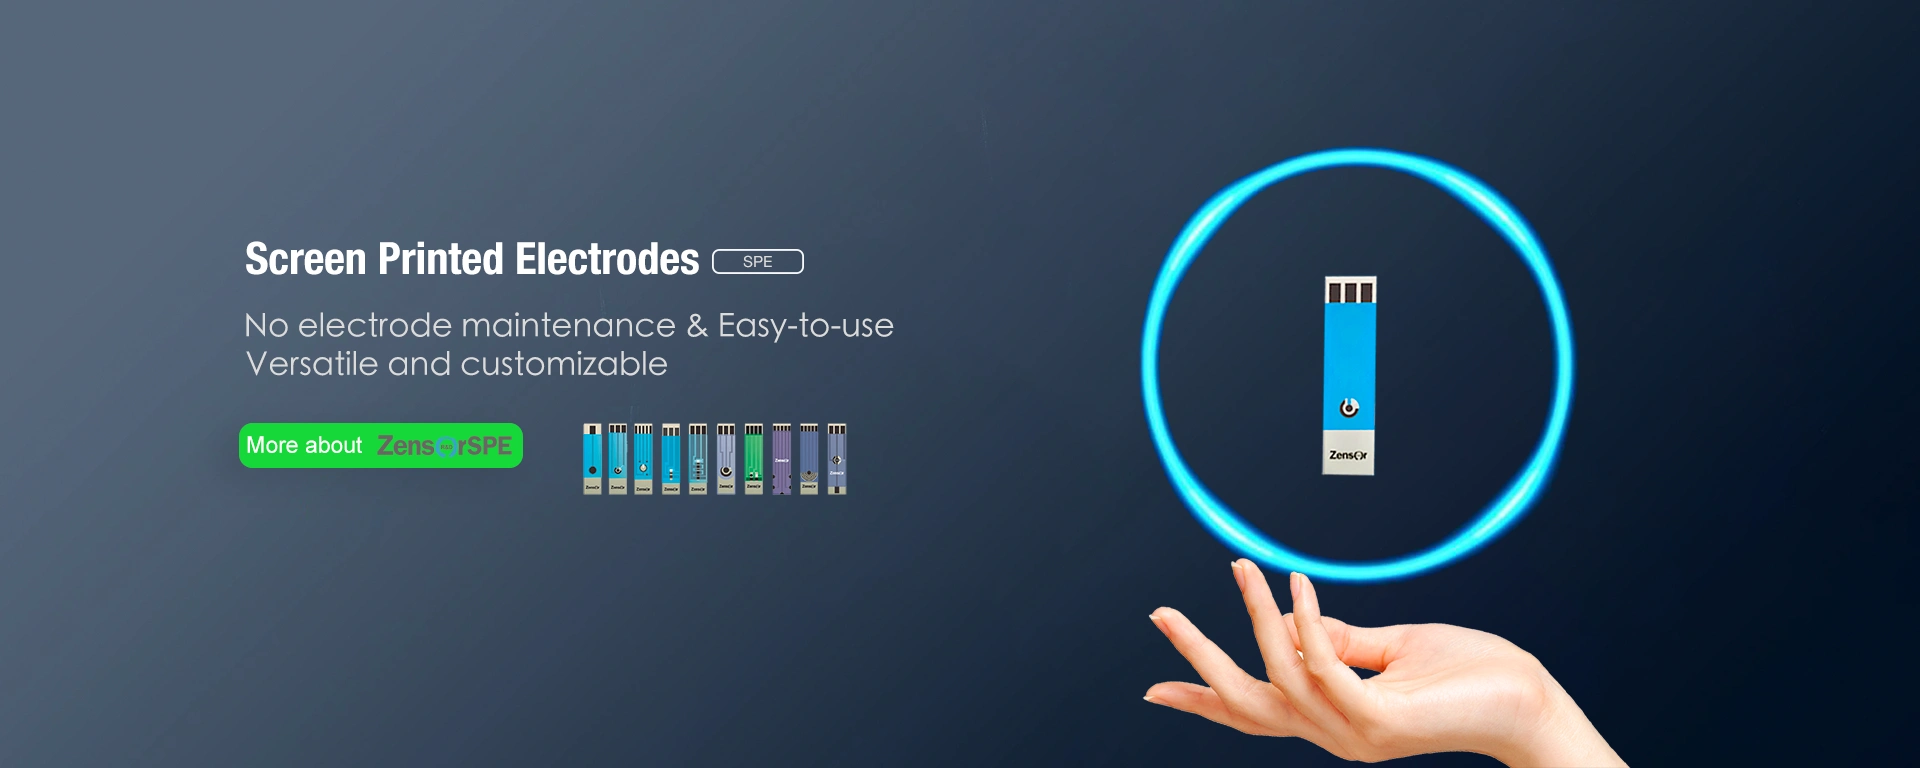 Screen Printed Electrodes SPE
No electrode maintenance & Easy-to-use
Versatile and customizable
More about ZensorSPE
Zensor